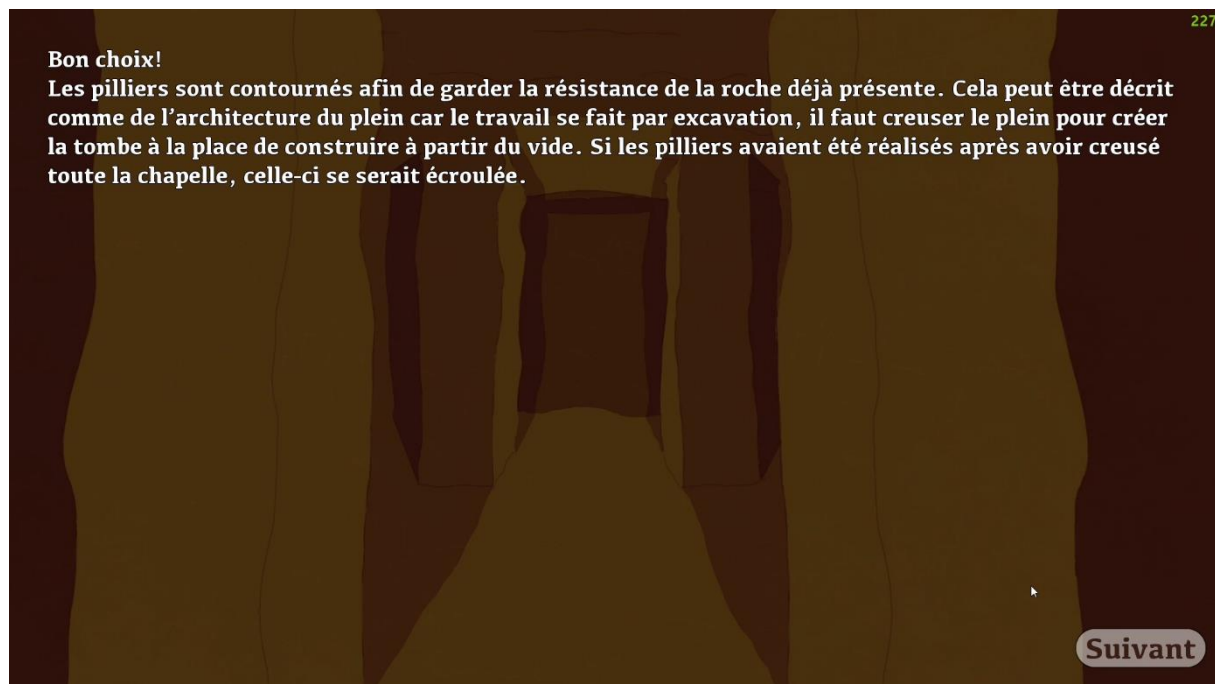 227
Bon choix!
Les pilliers sont contournés afin de garder la résistance de la roche déjà présente. Cela peut être décrit
comme de l'architecture du plein car le travail se fait par excavation, il faut creuser le plein pour créer
la tombe à la place de construire à partir du vide. Si les pilliers avaient été réalisés après avoir creusé
toute la chapelle, celle-ci se serait écroulée.
Suivant